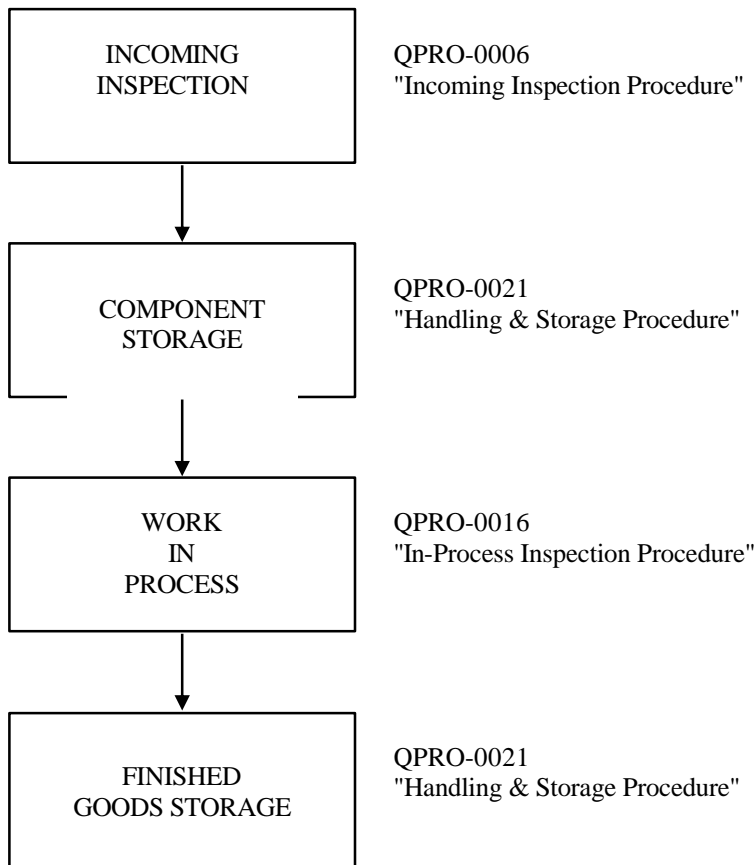 INCOMING
INSPECTION
QPRO-0006
"Incoming Inspection Procedure"
COMPONENT
STORAGE
QPRO-0021
"Handling & Storage Procedure"
WORK
IN
PROCESS
QPRO-0016
"In-Process Inspection Procedure"
FINISHED
GOODS STORAGE
QPRO-0021
"Handling & Storage Procedure"